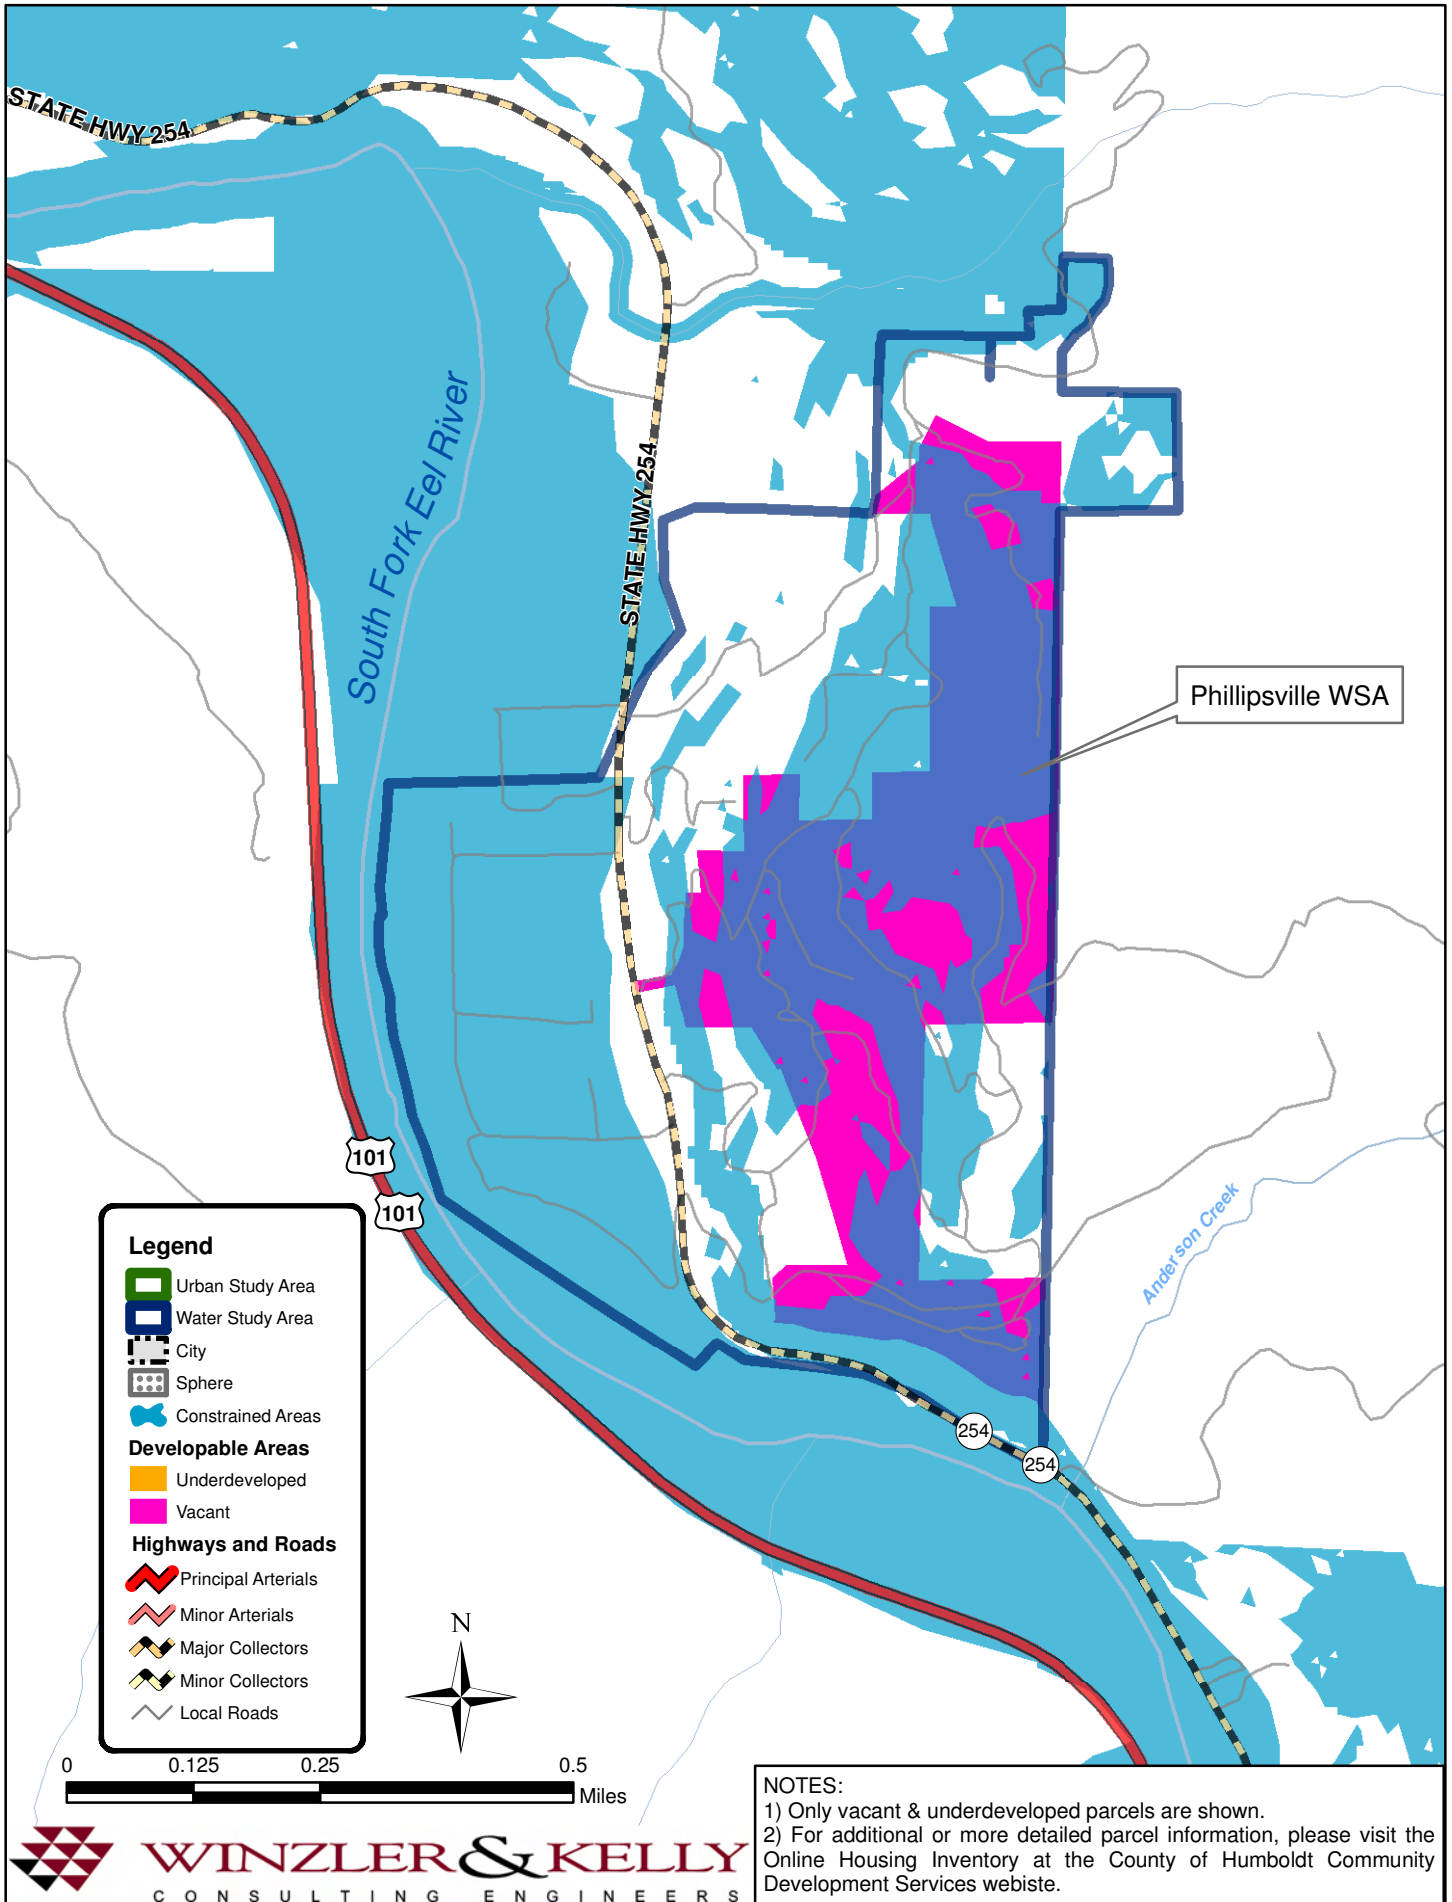 STATE HWY 254
South Fork Eel River
STATE HWY 254
Phillipsville WSA
101
101
Anderson Creek
254
254
Legend
Urban Study Area
Water Study Area
City
Sphere
Constrained Areas
Developable Areas
Underdeveloped
Vacant
Highways and Roads
Principal Arterials
Minor Arterials
Major Collectors
Minor Collectors
Local Roads
N
0 0.125 0.25 0.5
Miles
WINZLER & KELLY
CONSULTING ENGINEERS
NOTES:
1) Only vacant & underdeveloped parcels are shown.
2) For additional or more detailed parcel information, please visit the
Online Housing Inventory at the County of Humboldt Community
Development Services webiste.